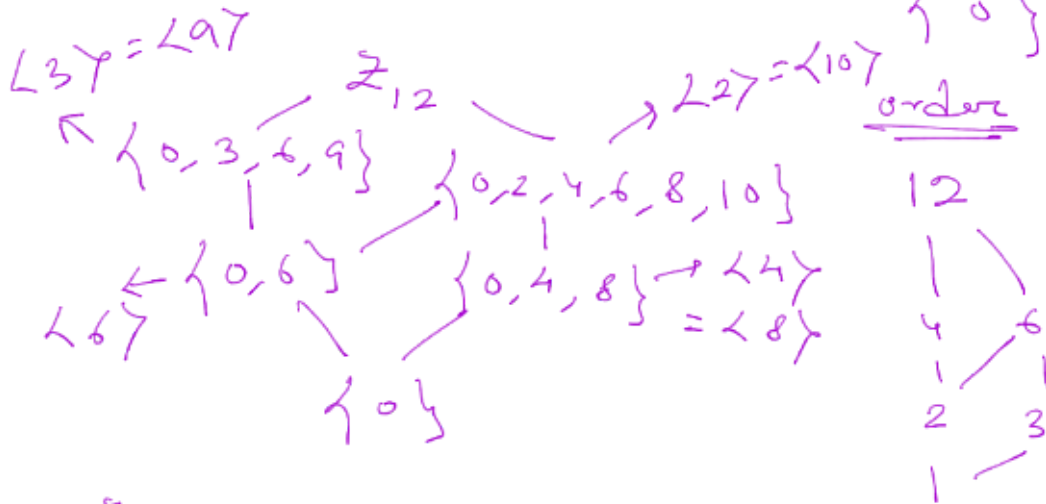 { 0 }
<3> = <9>
Z12
<2> = <10>
order
{0, 3, 6, 9}
{0, 2, 4, 6, 8, 10}
12
<6>
{0, 6}
{0, 4, 8}
<4>
= <8>
4 6
{0}
2 3
1